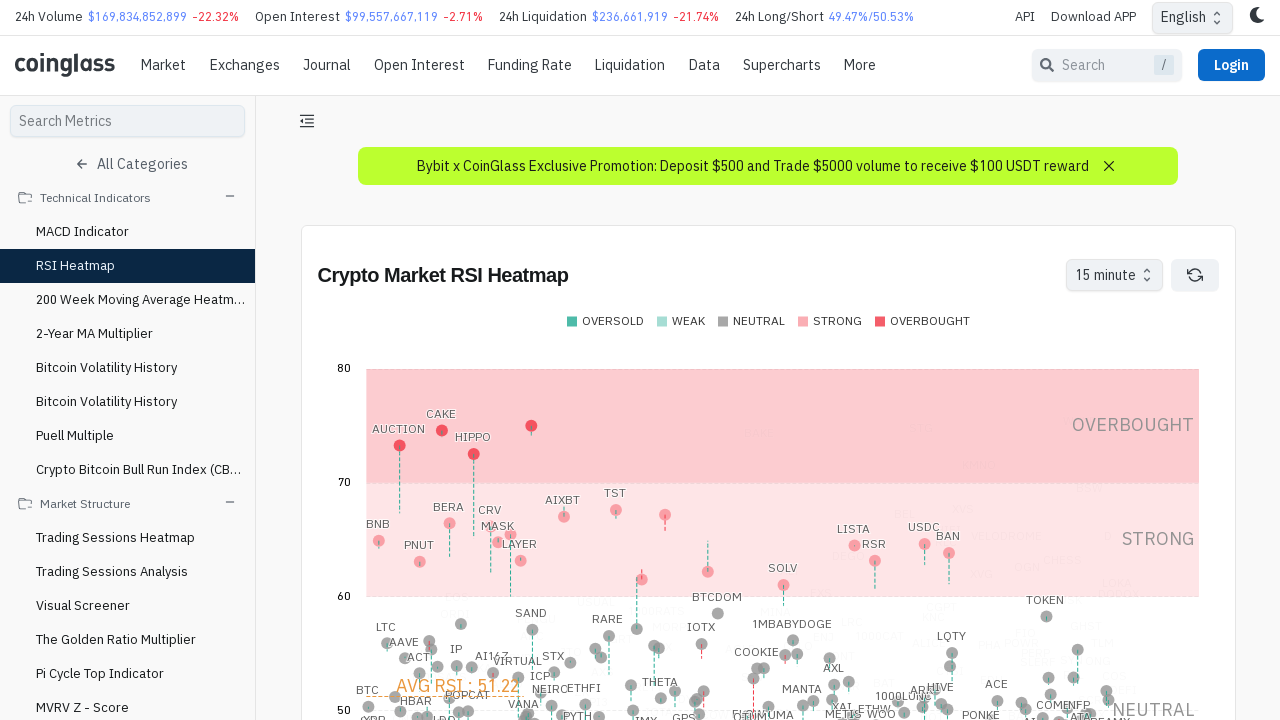 24h Volume $169,834,852,899 -22.32% Open Interest $99,557,667,119 -2.71% 24h Liquidation $236,661,919 -21.74% 24h Long/Short 49.47%/50.53% API Download APP English
coinglass Market Exchanges Journal Open Interest Funding Rate Liquidation Data Supercharts More Search / Login
Search Metrics
All Categories
Technical Indicators
MACD Indicator
RSI Heatmap
200 Week Moving Average Heatm...
2-Year MA Multiplier
Bitcoin Volatility History
Bitcoin Volatility History
Puell Multiple
Crypto Bitcoin Bull Run Index (CB...
Market Structure
Trading Sessions Heatmap
Trading Sessions Analysis
Visual Screener
The Golden Ratio Multiplier
Pi Cycle Top Indicator
MVRV Z - Score
Bybit x CoinGlass Exclusive Promotion: Deposit $500 and Trade $5000 volume to receive $100 USDT reward
Crypto Market RSI Heatmap 15 minute
OVERSOLD WEAK NEUTRAL STRONG OVERBOUGHT
80
CAKE
AUCTION OVERBOUGHT
HIPPO
70
TST
AIXBT
BERA CRV
BNB MASK LISTA USDC
PNUT LAYER RSR BAN STRONG
SOLV
60 BTCDOM TOKEN
SAND RARE
LTC IOTX 1MBABYDOGE
AAVE IP LQTY
ACT AI16Z STX COOKIE
VIRTUAL AXL
ICP THETA
BTC AVG RSI : 51.22 NEIRO ETHFI MANTA HIVE ACE
HBAR POPCAT VANA
50 PYTH GPS UMA METIS WOO PONKE COME NFP NEUTRAL